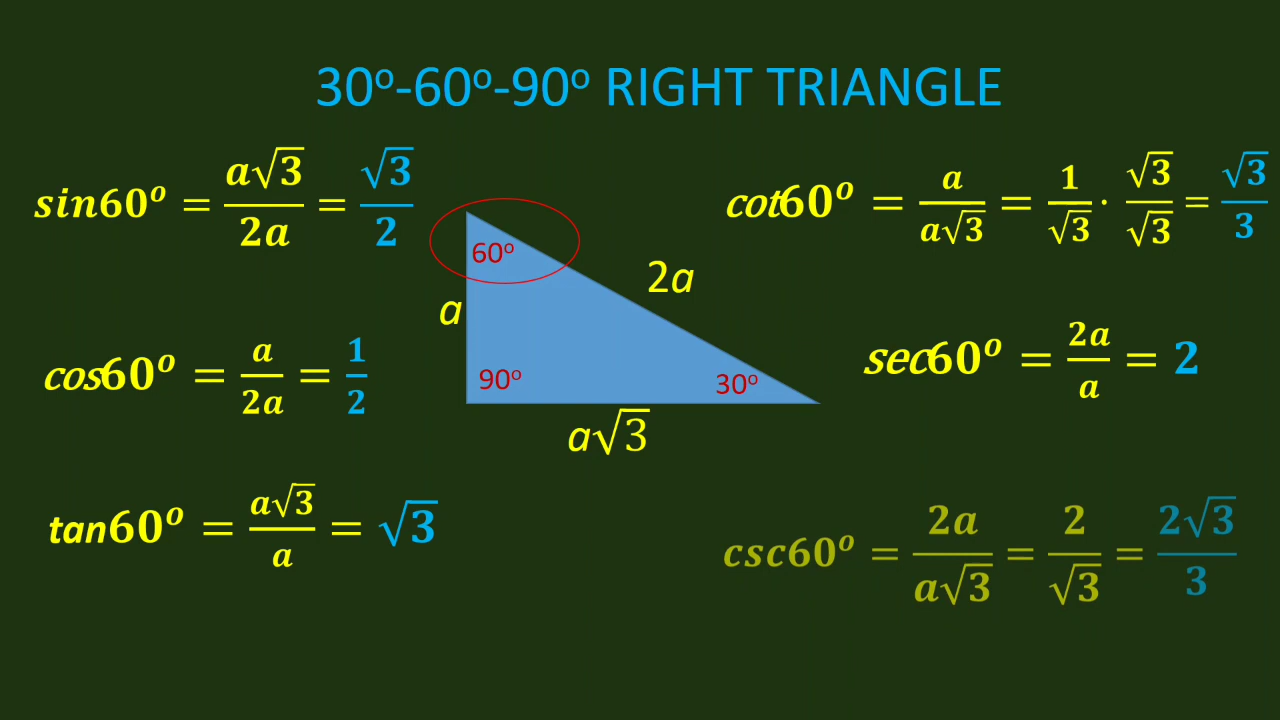 30º-60º-90º RIGHT TRIANGLE
sin60º = a√3/2a = √3/2
cot60º = a/a√3 = 1/√3 · √3/√3 = √3/3
60º
2a
a
cos60º = a/2a = 1/2
90º
30º
sec60º = 2a/a = 2
a√3
tan60º = a√3/a = √3
csc60º = 2a/a√3 = 2/√3 = 2√3/3